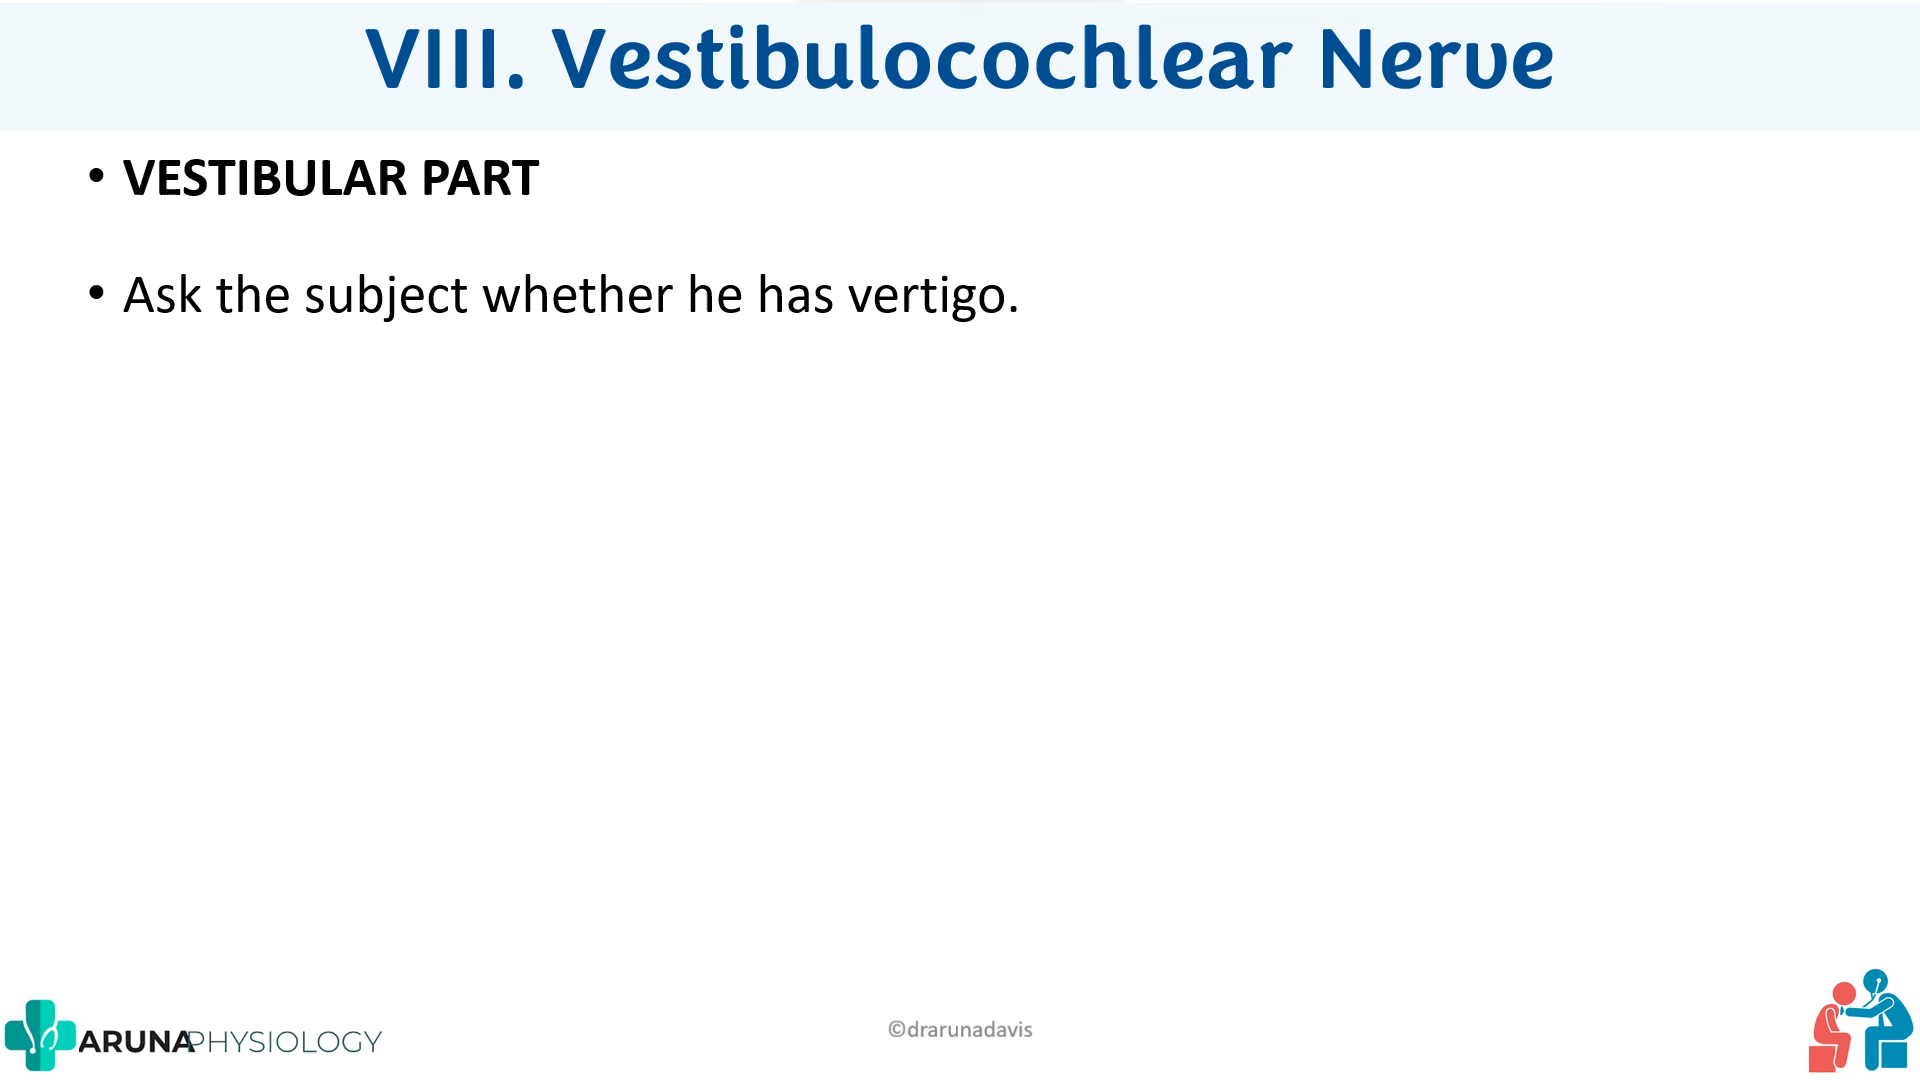 VIII. Vestibulocochlear Nerve
• VESTIBULAR PART
• Ask the subject whether he has vertigo.
ARUNAPHYSIOLOGY
©drarunadavis